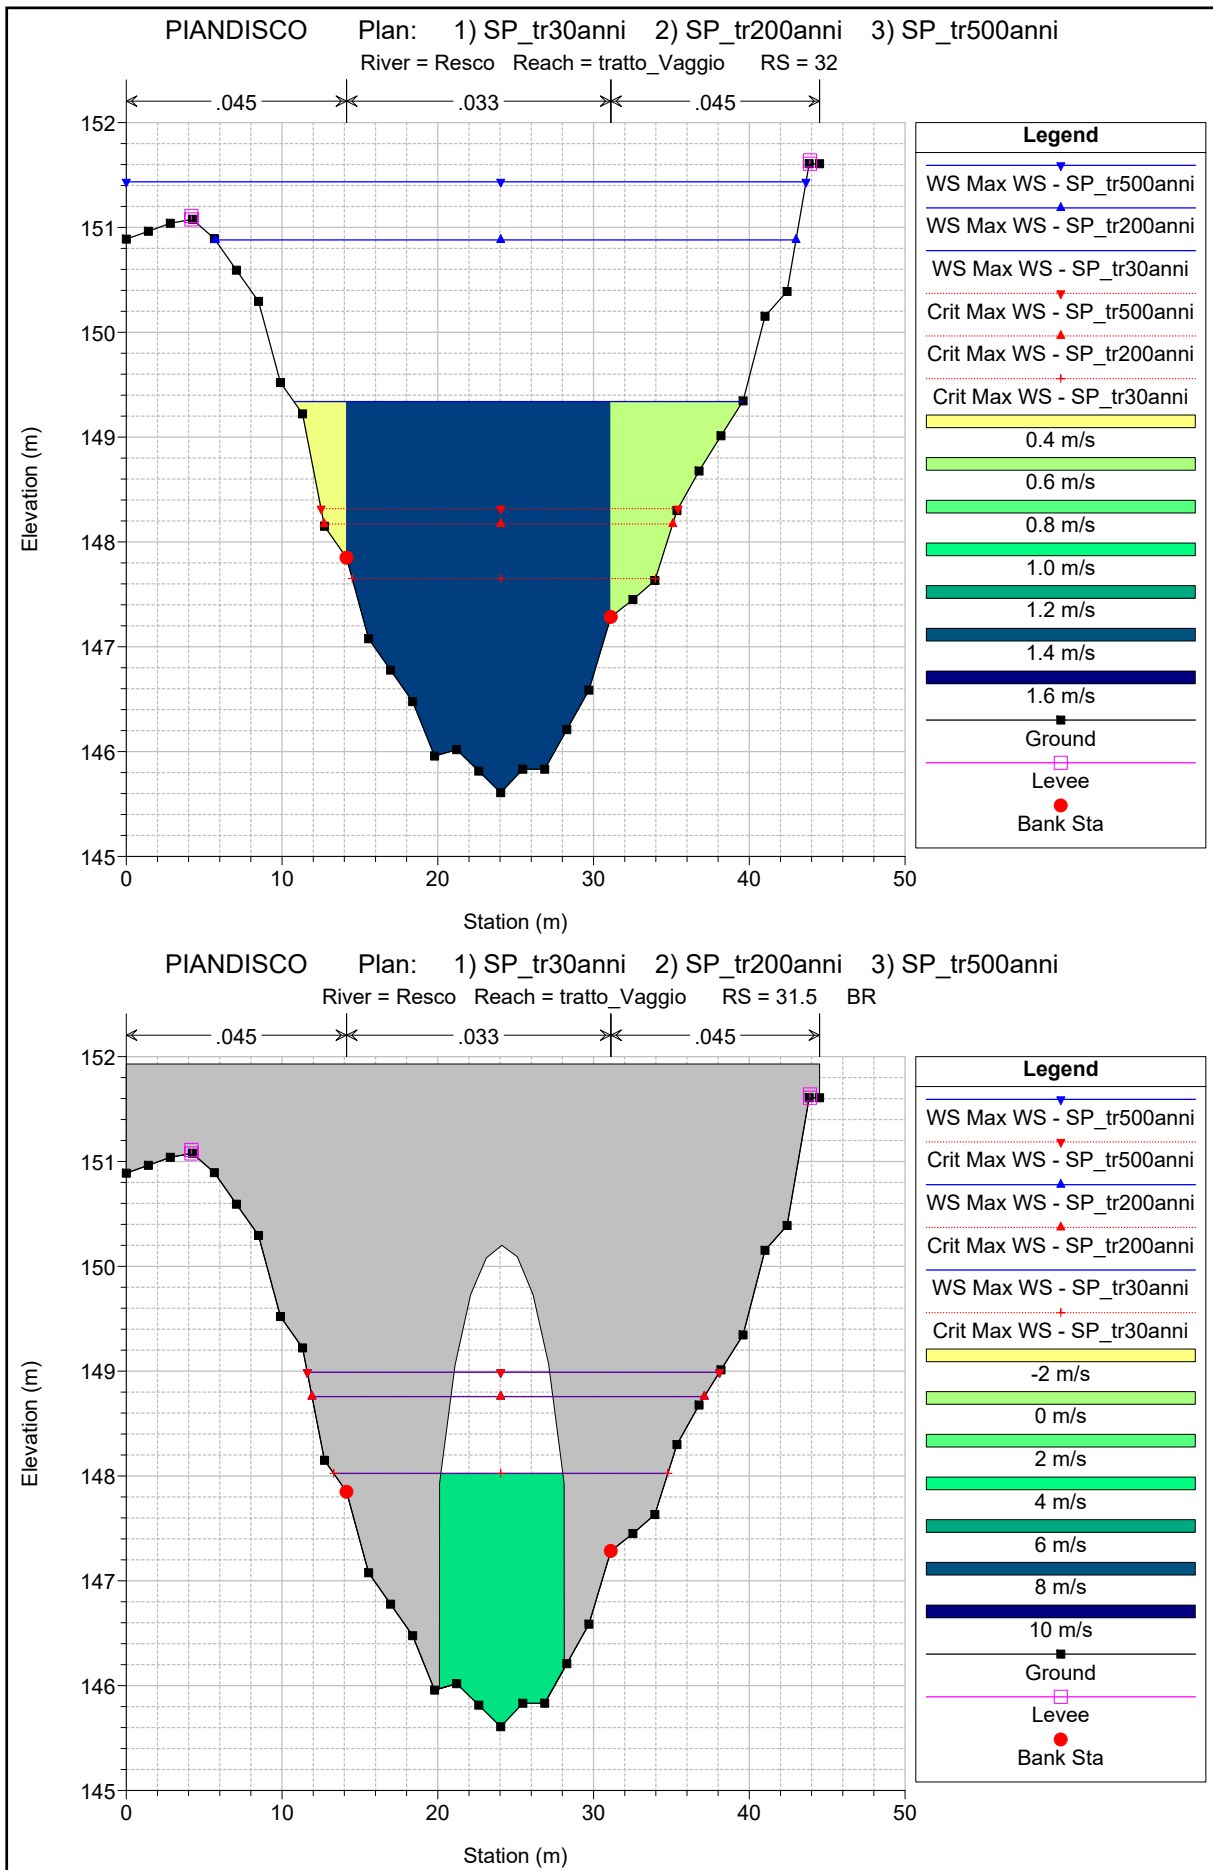 PIANDISCO Plan: 1) SP_tr30anni 2) SP_tr200anni 3) SP_tr500anni
River = Resco Reach = tratto_Vaggio RS = 32
.045 .033 .045
152
151
150
149
148
147
146
145
Elevation (m)
0 10 20 30 40 50
Station (m)
Legend
WS Max WS - SP_tr500anni
WS Max WS - SP_tr200anni
WS Max WS - SP_tr30anni
Crit Max WS - SP_tr500anni
Crit Max WS - SP_tr200anni
Crit Max WS - SP_tr30anni
0.4 m/s
0.6 m/s
0.8 m/s
1.0 m/s
1.2 m/s
1.4 m/s
1.6 m/s
Ground
Levee
Bank Sta
PIANDISCO Plan: 1) SP_tr30anni 2) SP_tr200anni 3) SP_tr500anni
River = Resco Reach = tratto_Vaggio RS = 31.5 BR
.045 .033 .045
152
151
150
149
148
147
146
145
Elevation (m)
0 10 20 30 40 50
Station (m)
Legend
WS Max WS - SP_tr500anni
Crit Max WS - SP_tr500anni
WS Max WS - SP_tr200anni
Crit Max WS - SP_tr200anni
WS Max WS - SP_tr30anni
Crit Max WS - SP_tr30anni
-2 m/s
0 m/s
2 m/s
4 m/s
6 m/s
8 m/s
10 m/s
Ground
Levee
Bank Sta